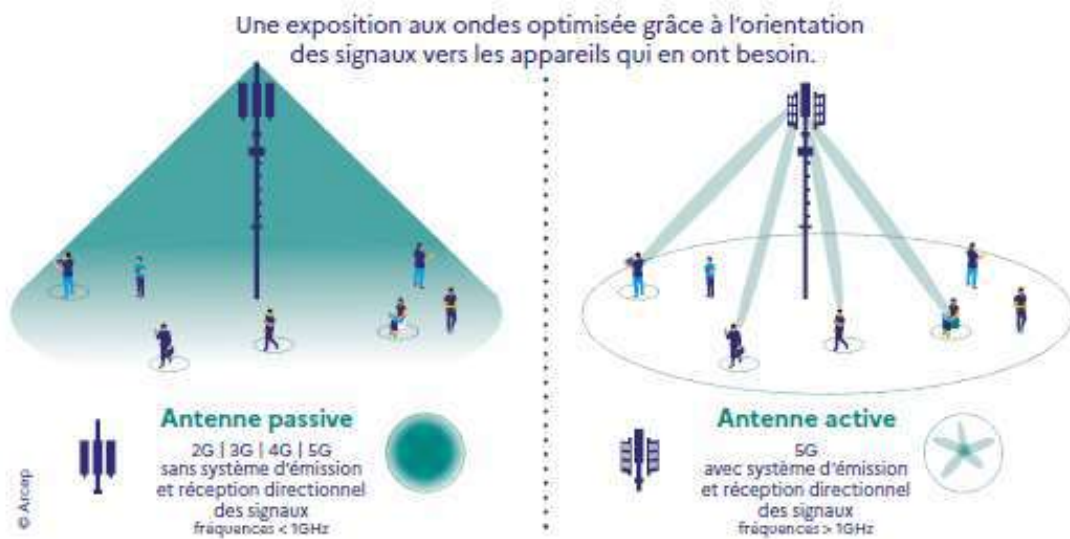 Une exposition aux ondes optimisée grâce à l'orientation
des signaux vers les appareils qui en ont besoin.
Antenne passive
2G | 3G | 4G | 5G
sans système d'émission
et réception directionnel
des signaux
fréquences < 1GHz
Antenne active
5G
avec système d'émission
et réception directionnel
des signaux
fréquences > 1GHz
© Arcep